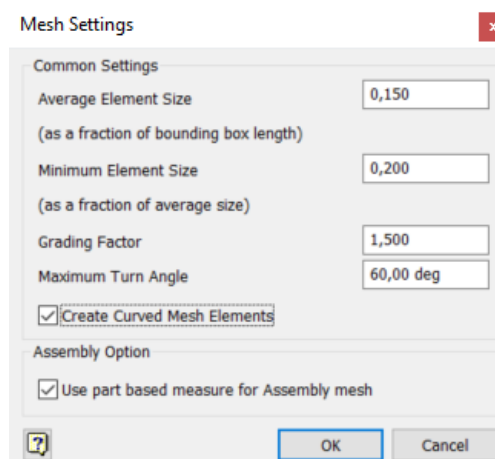 Mesh Settings
x
Common Settings
Average Element Size 0,150
(as a fraction of bounding box length)
Minimum Element Size 0,200
(as a fraction of average size)
Grading Factor 1,500
Maximum Turn Angle 60,00 deg
Create Curved Mesh Elements
Assembly Option
Use part based measure for Assembly mesh
? OK Cancel